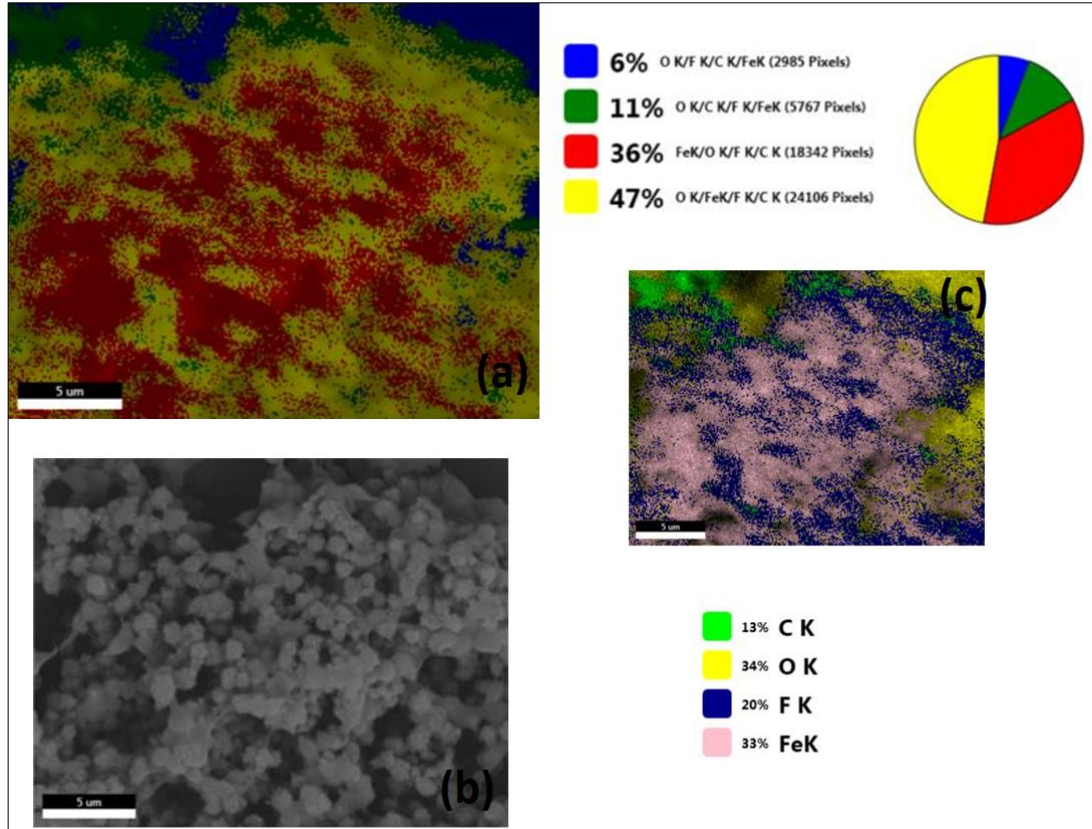 6% O K/F K/C K/FeK (2985 Pixels)
11% O K/C K/F K/FeK (5767 Pixels)
36% FeK/O K/F K/C K (18342 Pixels)
47% O K/FeK/F K/C K (24106 Pixels)
(a)
5 um
(c)
5 um
(b)
5 um
13% C K
34% O K
20% F K
33% FeK